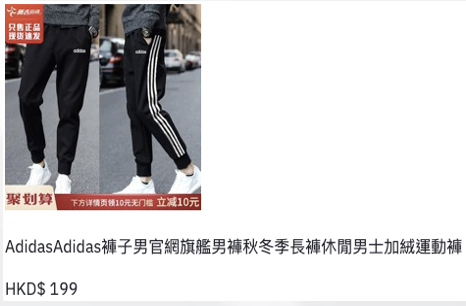 只售正品
现货速发
adidas
adidas
聚划算
下方详情页领10元无门槛 立减10元
AdidasAdidas褲子男官網旗艦男褲秋冬季長褲休閒男士加絨運動褲
HKD$ 199